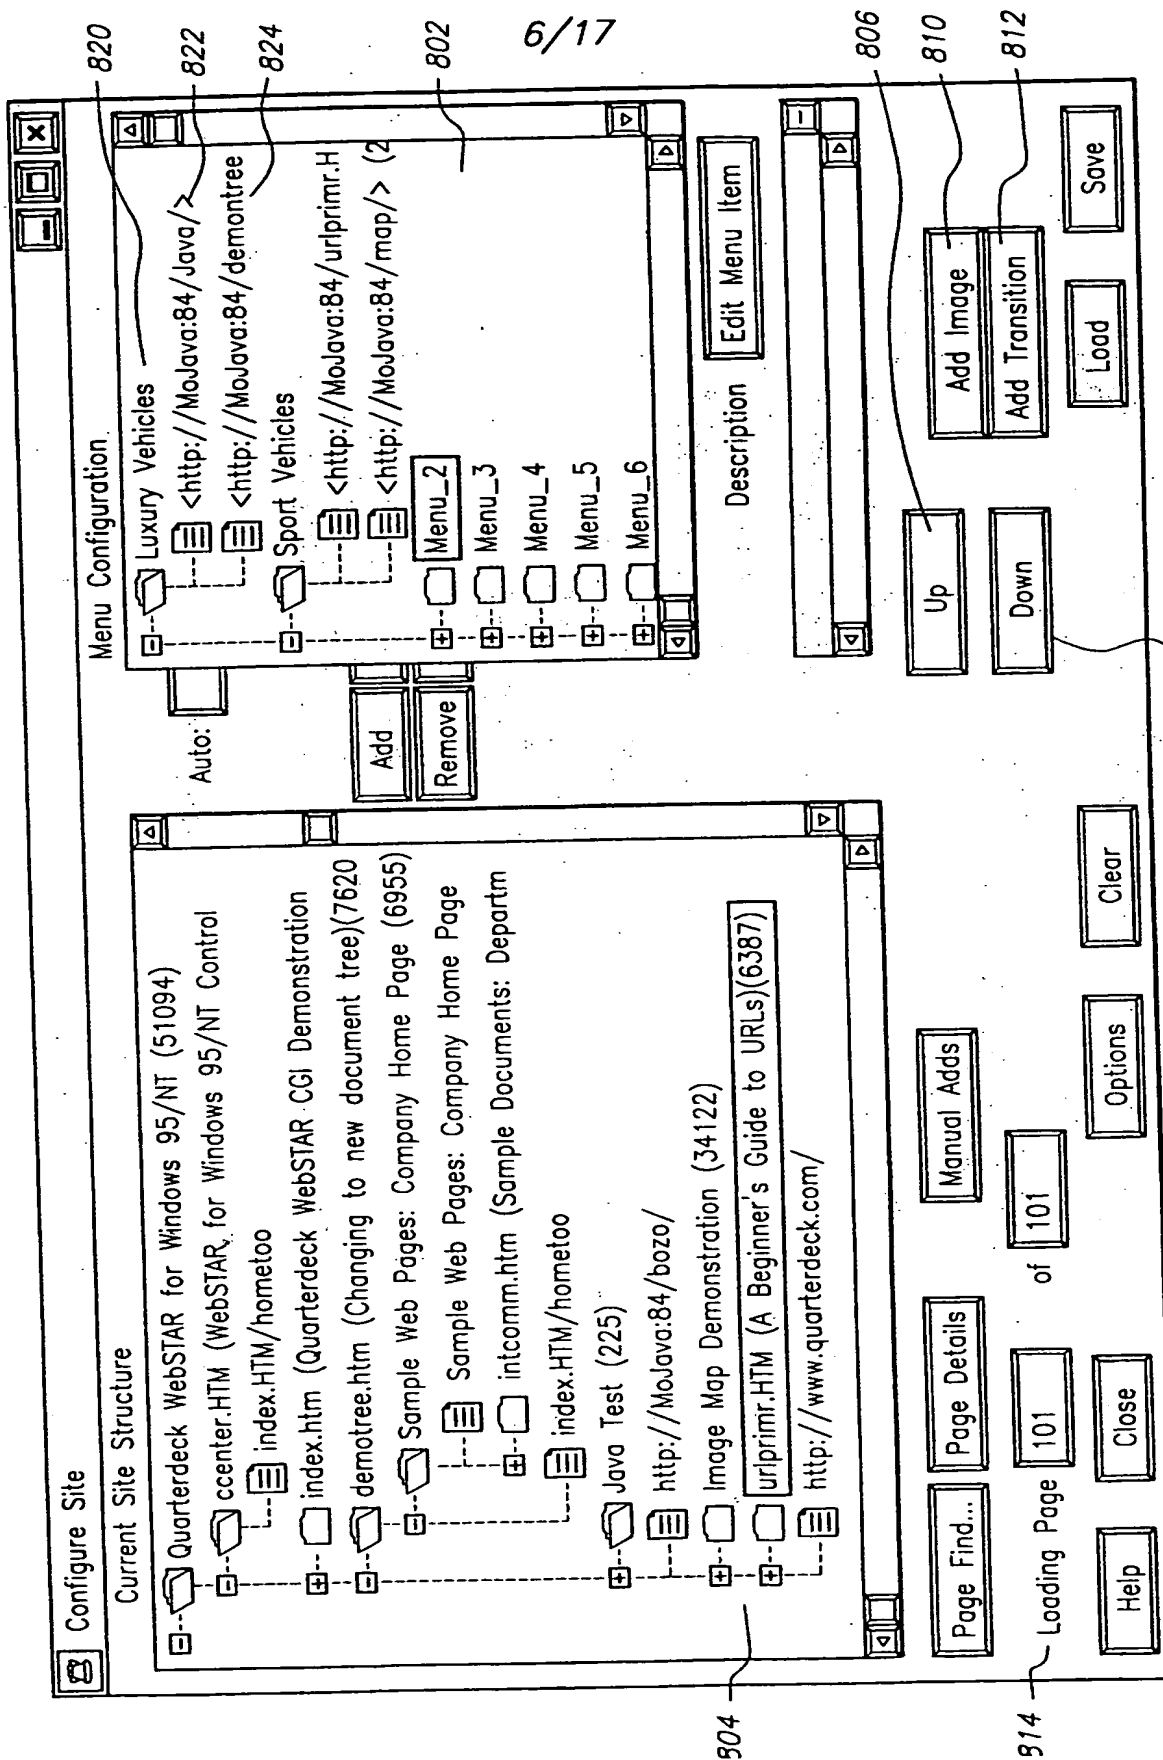 6/17
Configure Site
Current Site Structure
Quarterdeck WebSTAR for Windows 95/NT (51094)
ccenter.HTM (WebSTAR, for Windows 95/NT Control
index.HTM/hometoo
index.htm (Quarterdeck WebSTAR CGI Demonstration
demotree.htm (Changing to new document tree)(7620
Sample Web Pages: Company Home Page (6955)
Sample Web Pages: Company Home Page
intcomm.htm (Sample Documents: Departm
index.HTM/hometoo
Java Test (225)
http://MoJava:84/bozo/
Image Map Demonstration (34122)
urlprimr.HTM (A Beginner's Guide to URLs)(6387)
http://www.quarterdeck.com/
Auto:
Add
Remove
Menu Configuration
Luxury Vehicles
<http://MoJava:84/Java/>
<http://MoJava:84/demontree
Sport Vehicles
<http://MoJava:84/urlprimr.H
<http://MoJava:84/map/> (2
Menu_2
Menu_3
Menu_4
Menu_5
Menu_6
Description
Edit Menu Item
Page Find...
Page Details
Manual Adds
Up
Add Image
Loading Page
101
of
101
Down
Add Transition
Help
Close
Options
Clear
Load
Save
820
822
824
802
806
810
812
804
814